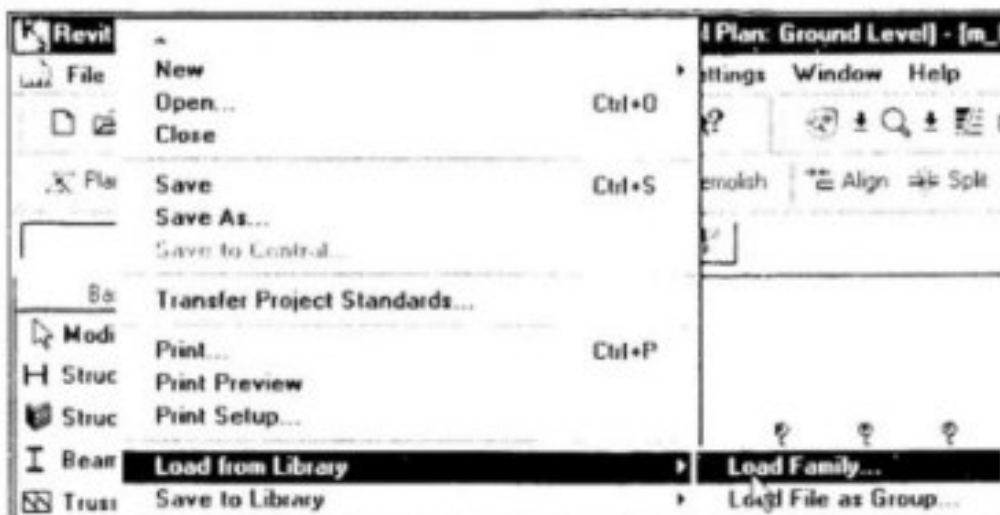 Revit
l Plan: Ground Level] - [m_
File
ttings Window Help
Pla
emolish Align Split
Ba
Modi
Struc
Struc
Beam
Truss
New
Open... Ctrl+O
Close
Save Ctrl+S
Save As...
Save to Central...
Transfer Project Standards...
Print... Ctrl+P
Print Preview
Print Setup...
Load from Library
Save to Library
Load Family...
Load File as Group...